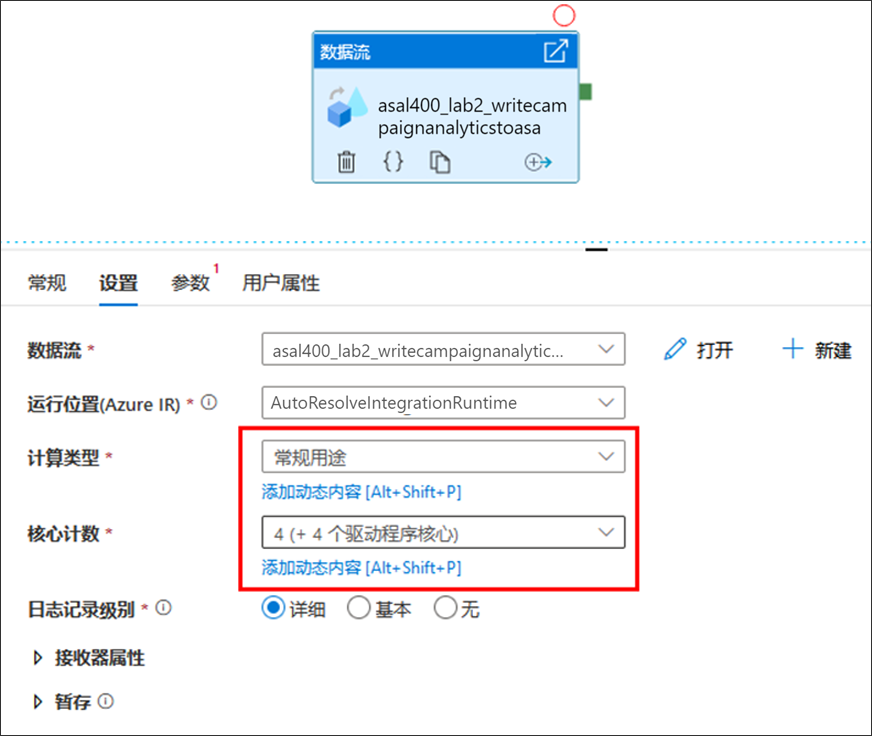 数据流
asal400_lab2_writecam
paignanalyticstoasa
常规 设置 参数 1 用户属性
数据流 * asal400_lab2_writecampaignanalytic... 打开 新建
运行位置(Azure IR) * AutoResolveIntegrationRuntime
计算类型 * 常规用途
添加动态内容 [Alt+Shift+P]
核心计数 * 4 (+ 4 个驱动程序核心)
添加动态内容 [Alt+Shift+P]
日志记录级别 * 详细 基本 无
接收器属性
暂存